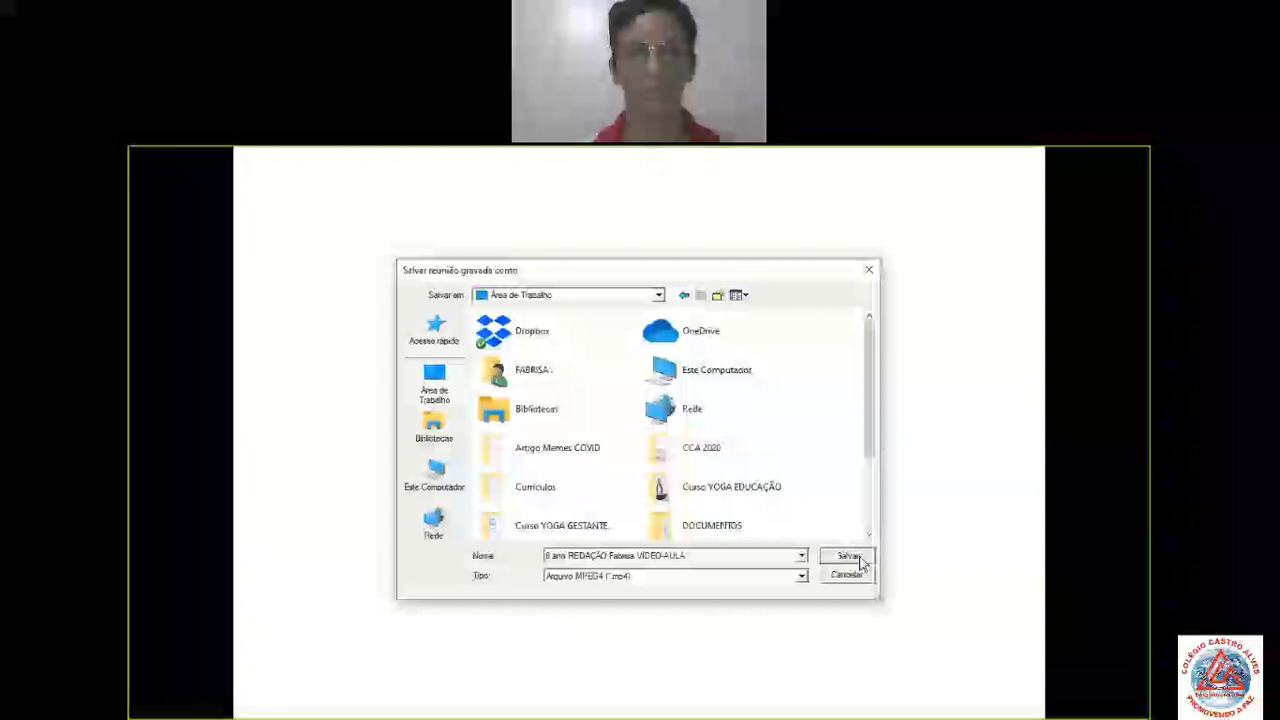 Salvar reunião gravada como
Salvar em
Área de Trabalho
Acesso rápido
Área de
Trabalho
Bibliotecas
Este Computador
Rede
Dropbox
OneDrive
FABRISA .
Este Computador
Bibliotecas
Rede
Artigo Memes COVID
CCA 2020
Currículos
Curso YOGA EDUCAÇÃO
Curso YOGA GESTANTE
DOCUMENTOS
Nome:
8 ano REDAÇÃO Fabrisa VÍDEO-AULA
Salvar
Tipo:
Arquivo MPEG4 (*.mp4)
Cancelar
COLÉGIO CASTRO ALVES
PROMOVENDO A PAZ